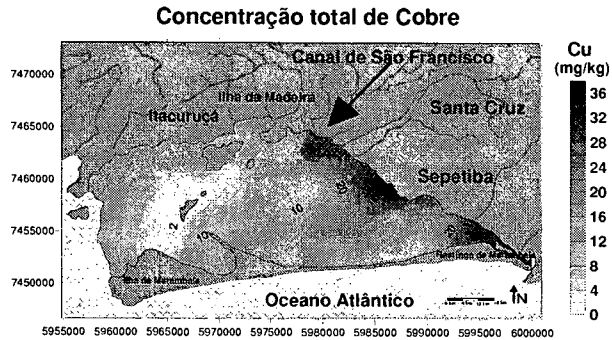 Concentração total de Cobre
Cu
(mg/kg)
Canal de São Francisco
Ilha da Madeira
Santa Cruz
Itacuruçá
Sepetiba
Oceano Atlântico
N
7470000
7465000
7460000
7455000
7450000
5955000 5960000 5965000 5970000 5975000 5980000 5985000 5990000 5995000 6000000
36
32
28
24
20
16
12
8
4
0
10
20
2
10
20